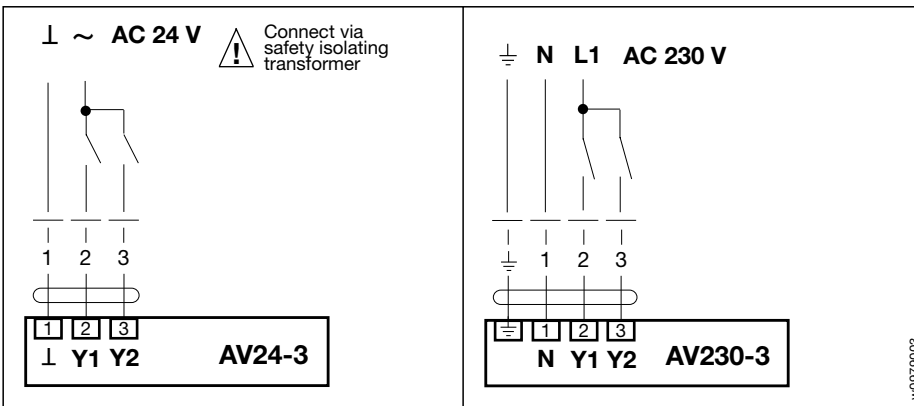 ⊥ ~ AC 24 V
Connect via
safety isolating
transformer
1 2 3
1 2 3
⊥ Y1 Y2 AV24-3
⏚ N L1 AC 230 V
⏚ 1 2 3
⏚ 1 2 3
N Y1 Y2 AV230-3